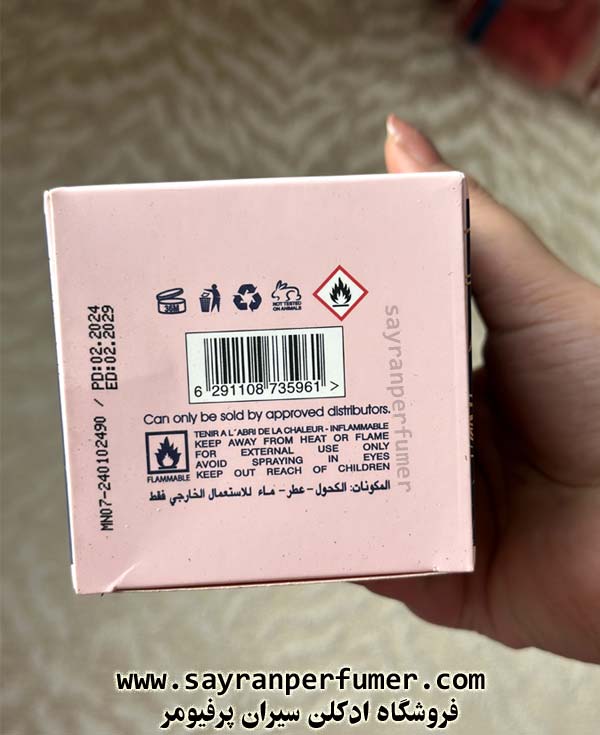 MN07-240102490 / PD:02.2024
ED:02.2029
36M
NOT TESTED
ON ANIMALS
6 291108 735961 >
Can only be sold by approved distributors.
TENIR A L'ABRI DE LA CHALEUR - INFLAMMABLE
KEEP AWAY FROM HEAT OR FLAME
FOR EXTERNAL USE ONLY
AVOID SPRAYING IN EYES
KEEP OUT REACH OF CHILDREN
FLAMMABLE
المكونات: الكحول - عطر - ماء للاستعمال الخارجي فقط
sayranperfumer
www.sayranperfumer.com
فروشگاه ادکلن سیران پرفیومر